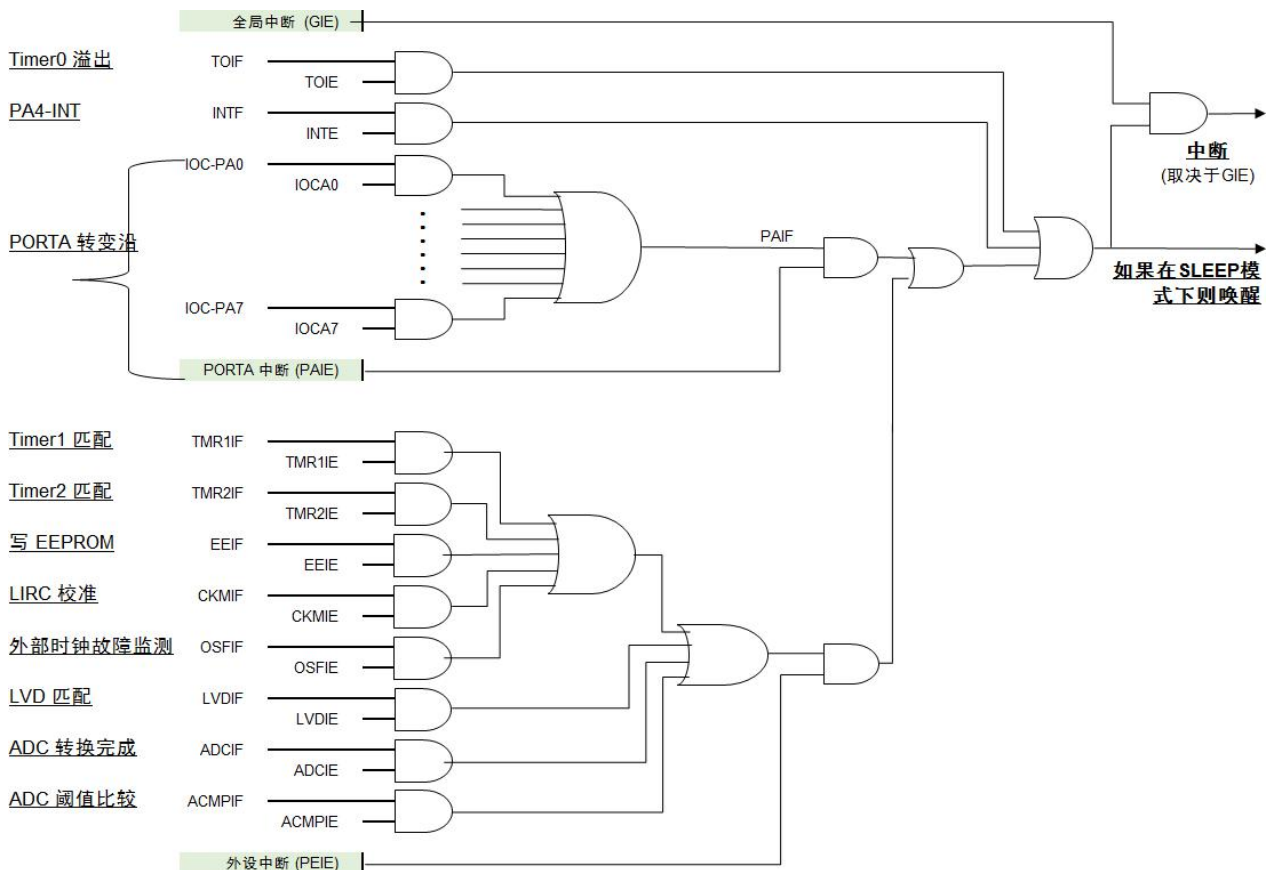 全局中断 (GIE)
Timer0 溢出
TOIF
TOIE
PA4-INT
INTF
INTE
中断
(取决于GIE)
IOC-PA0
IOCA0
PORTA 转变沿
PAIF
如果在SLEEP模
式下则唤醒
IOC-PA7
IOCA7
PORTA 中断 (PAIE)
Timer1 匹配
TMR1IF
TMR1IE
Timer2 匹配
TMR2IF
TMR2IE
写 EEPROM
EEIF
EEIE
LIRC 校准
CKMIF
CKMIE
外部时钟故障监测
OSFIF
OSFIE
LVD 匹配
LVDIF
LVDIE
ADC 转换完成
ADCIF
ADCIE
ADC 阈值比较
ACMPIF
ACMPIE
外设中断 (PEIE)